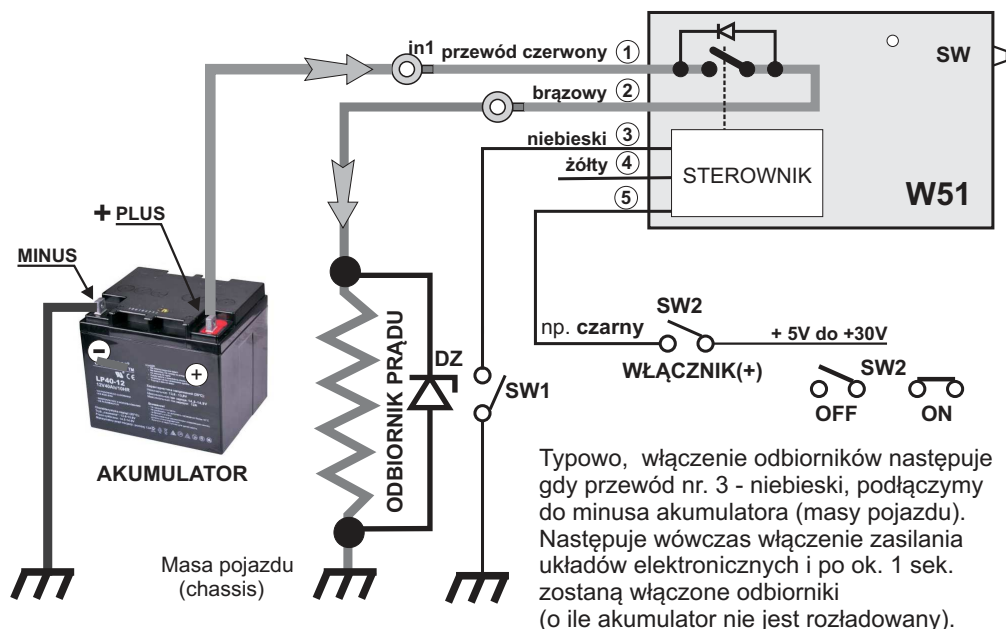 in1 przewód czerwony 1
brązowy 2
niebieski 3
żółty 4
5
SW
STEROWNIK
W51
+ PLUS
MINUS
LP40-12
AKUMULATOR
ODBIORNIK PRĄDU
DZ
SW1
np. czarny
SW2
WŁĄCZNIK(+)
+ 5V do +30V
SW2
OFF
ON
Masa pojazdu
(chassis)
Typowo, włączenie odbiorników następuje
gdy przewód nr. 3 - niebieski, podłączymy
do minusa akumulatora (masy pojazdu).
Następuje wówczas włączenie zasilania
układów elektronicznych i po ok. 1 sek.
zostaną włączone odbiorniki
(o ile akumulator nie jest rozładowany).